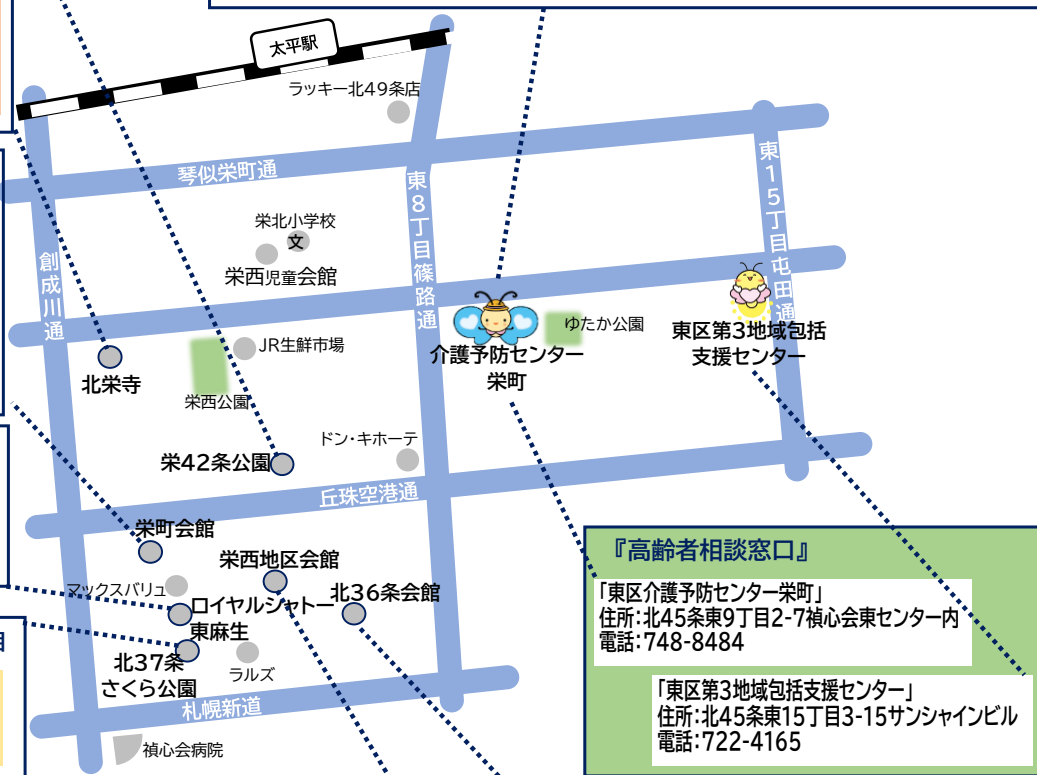 太平駅
ラッキー北49条店
琴似栄町通
東8丁目篠路通
東15丁目屯田通
創成川通
栄北小学校
文
栄西児童会館
ゆたか公園
JR生鮮市場
介護予防センター
栄町
東区第3地域包括
支援センター
北栄寺
栄西公園
ドン・キホーテ
栄42条公園
丘珠空港通
栄町会館
栄西地区会館
マックスバリュ
北36条会館
ロイヤルシャトー
東麻生
北37条
さくら公園
ラルズ
札幌新道
禎心会病院
目
『高齢者相談窓口』
「東区介護予防センター栄町」
住所:北45条東9丁目2-7禎心会東センター内
電話:748-8484
「東区第3地域包括支援センター」
住所:北45条東15丁目3-15サンシャインビル
電話:722-4165